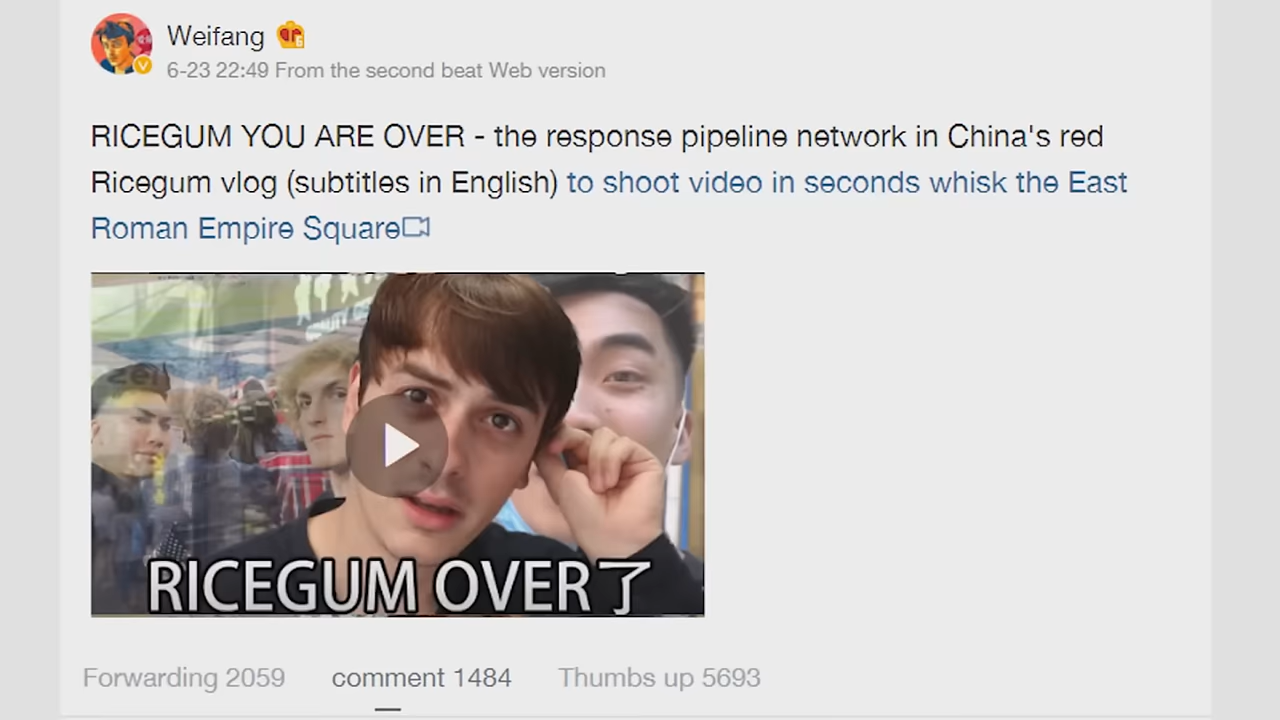 Weifang
6-23 22:49 From the second beat Web version
RICEGUM YOU ARE OVER - the response pipeline network in China's red
Ricegum vlog (subtitles in English) to shoot video in seconds whisk the East
Roman Empire Square
RICEGUM OVER了
Forwarding 2059 comment 1484 Thumbs up 5693